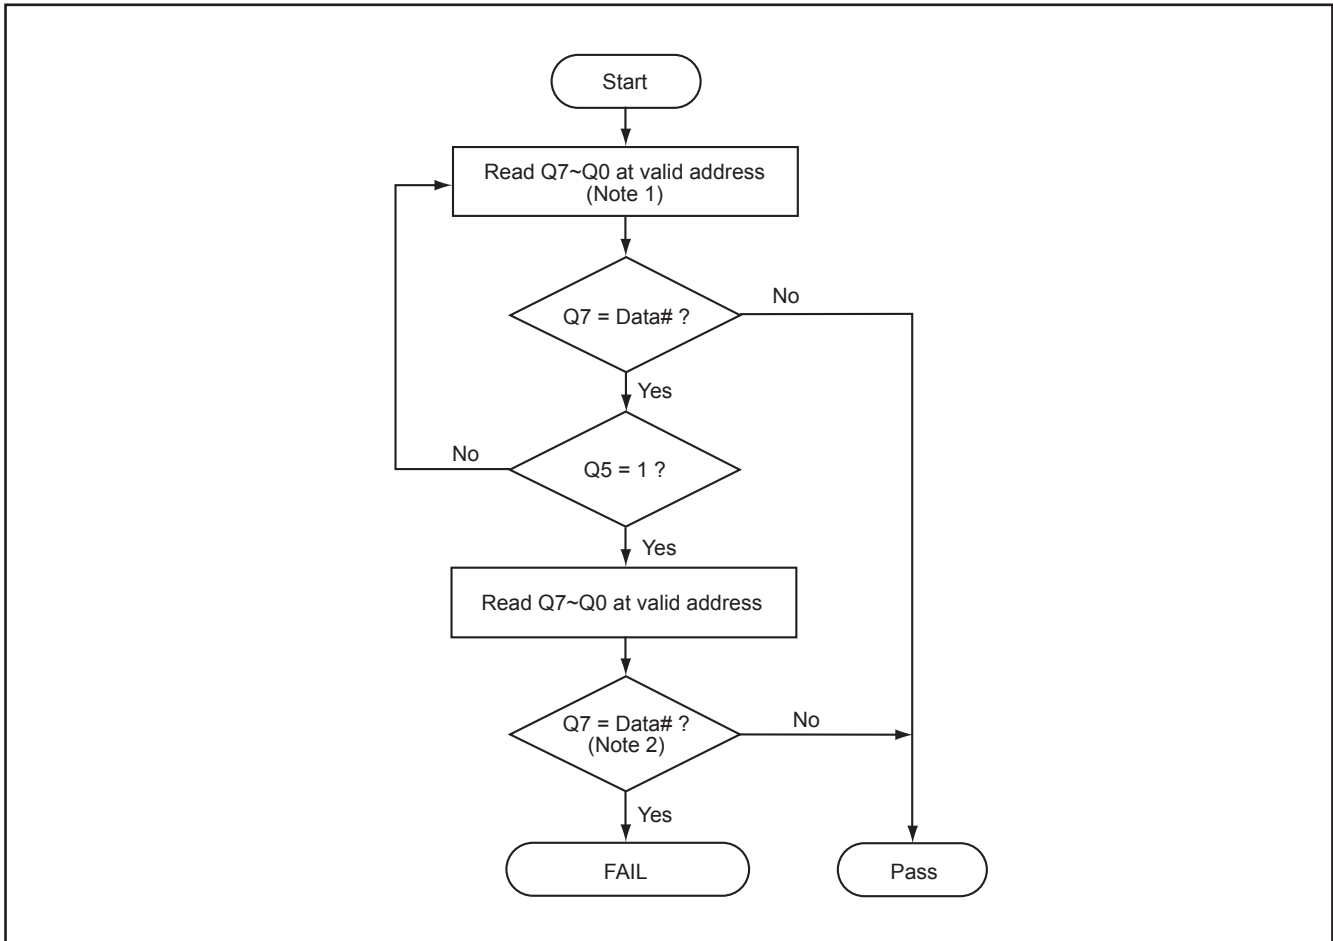 Start
Read Q7~Q0 at valid address
(Note 1)
No
Q7 = Data# ?
Yes
No
Q5 = 1 ?
Yes
Read Q7~Q0 at valid address
Q7 = Data# ?
(Note 2)
No
Yes
FAIL
Pass